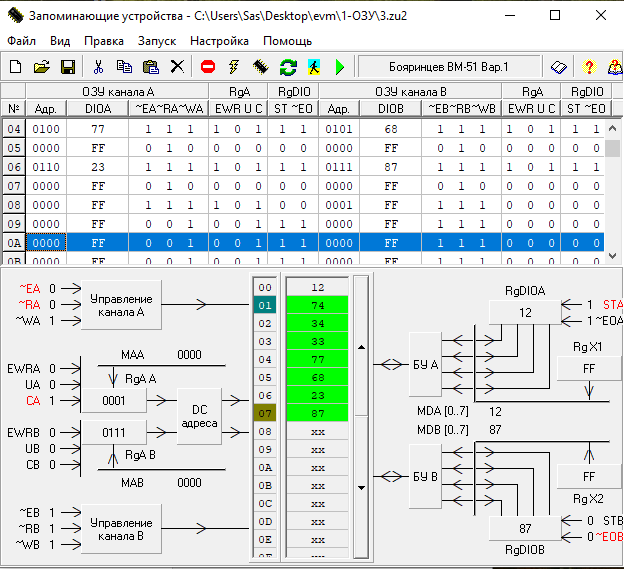 Запоминающие устройства - C:\Users\Sas\Desktop\evm\1-ОЗУ\3.zu2
Файл Вид Правка Запуск Настройка Помощь
Бояринцев ВМ-51 Вар.1
ОЗУ канала A RgA RgDIO ОЗУ канала B RgA RgDIO
№ Адр. DIOA ~EA~RA~WA EWR U C ST ~EO Адр. DIOB ~EB~RB~WB EWR U C ST ~EO
04 0100 77 1 1 1 1 0 1 1 1 0101 68 1 1 1 1 0 1 1 1
05 0000 FF 0 1 0 0 0 0 1 0 0000 FF 0 1 0 0 0 0 1 0
06 0110 23 1 1 1 1 0 1 1 1 0111 87 1 1 1 1 0 1 1 1
07 0000 FF 0 1 0 0 0 0 1 0 0000 FF 0 1 0 0 0 0 1 0
08 0000 FF 1 1 1 1 0 0 1 0 0001 FF 1 1 1 1 0 0 1 0
09 0000 FF 0 0 1 0 0 1 1 1 0000 FF 0 0 1 0 0 1 1 1
0A 0000 FF 0 0 1 0 0 1 1 1 0000 FF 1 1 1 0 0 0 0 0
0B 0000 FF 0 0 1 0 0 1 1 1 0000 FF 1 1 1 0 0 0 0 0
~EA 0
~RA 0
~WA 1
Управление
канала A
MAA 0000
EWRA 0
UA 0
CA 1
RgA A
0001
DC
адреса
EWRB 0
UB 0
CB 0
0111
RgA B
MAB 0000
~EB 1
~RB 1
~WB 1
Управление
канала B
00 12
01 74
02 34
03 33
04 77
05 68
06 23
07 87
08 xx
09 xx
0A xx
0B xx
0C xx
0D xx
0E xx
0F xx
RgDIOA
12
1 STA
1 ~EOA
Rg X1
FF
БУ A
MDA [0..7] 12
MDB [0..7] 87
БУ B
FF
Rg X2
87
RgDIOB
0 STB
0 ~EOB